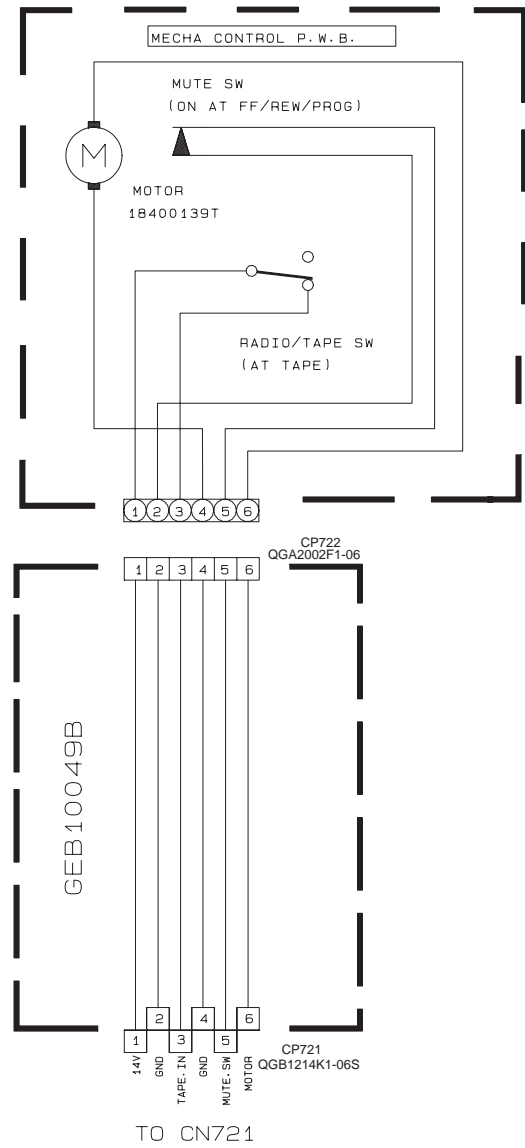 MECHA CONTROL P.W.B.
MUTE SW
(ON AT FF/REW/PROG)
M
MOTOR
18400139T
RADIO/TAPE SW
(AT TAPE)
1 2 3 4 5 6
CP722
QGA2002F1-06
1 2 3 4 5 6
GEB10049B
2 4 6
1 3 5
CP721
QGB1214K1-06S
14V
GND
TAPE.IN
GND
MUTE.SW
MOTOR
TO CN721